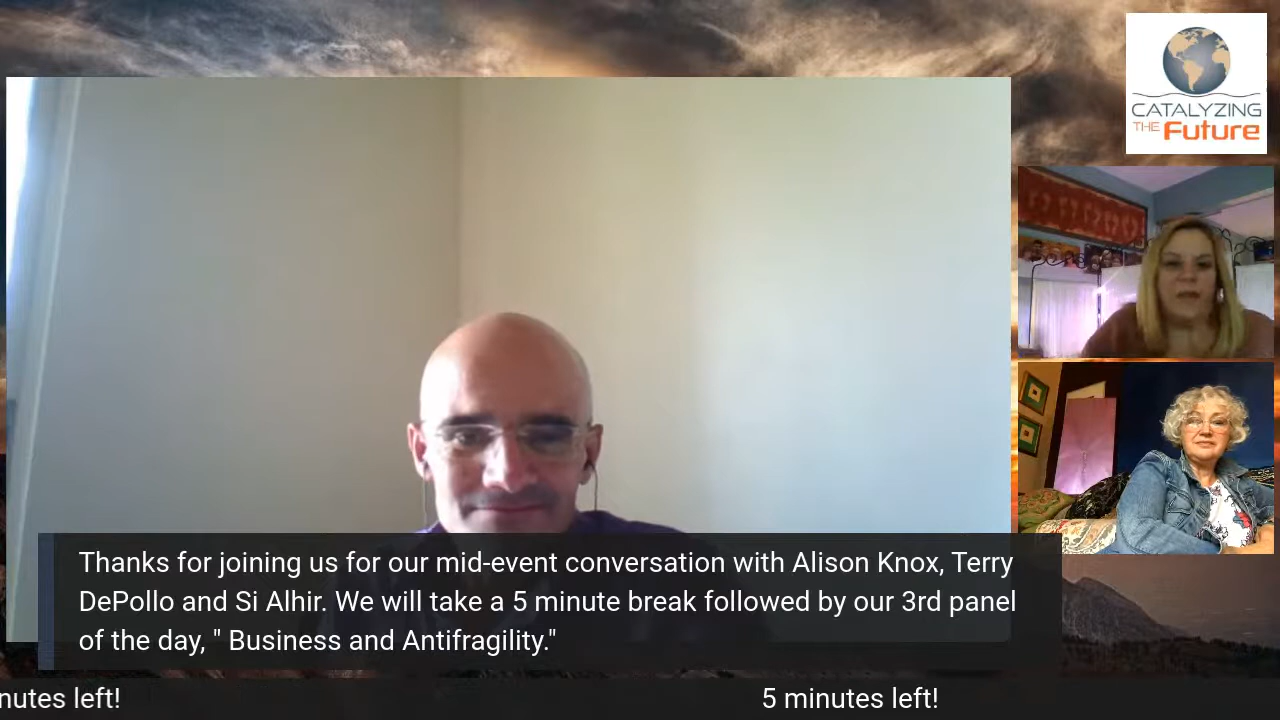 CATALYZING
THE Future
Thanks for joining us for our mid-event conversation with Alison Knox, Terry
DePollo and Si Alhir. We will take a 5 minute break followed by our 3rd panel
of the day, " Business and Antifragility."
nutes left!
5 minutes left!